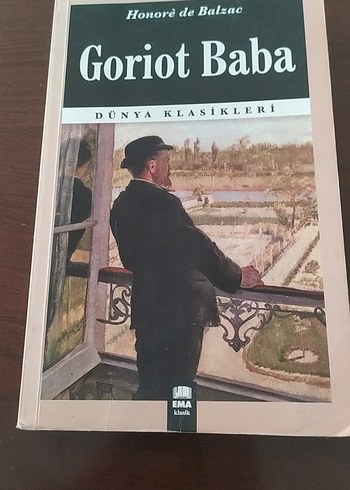 Honorè de Balzac
Goriot Baba
DÜNYA KLASİKLERİ
EMA
klasik